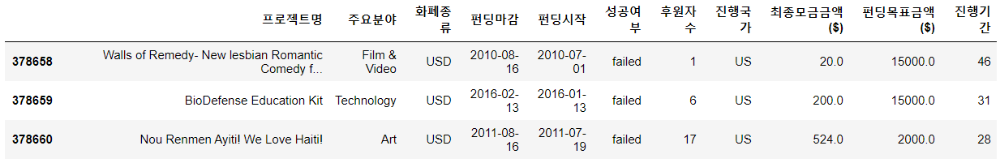 프로젝트명 주요분야 화폐종류 펀딩마감 펀딩시작 성공여부 후원자수 진행국가 최종모금금액($) 펀딩목표금액($) 진행기간
378658 Walls of Remedy- New lesbian Romantic Comedy f... Film & Video USD 2010-08-16 2010-07-01 failed 1 US 20.0 15000.0 46
378659 BioDefense Education Kit Technology USD 2016-02-13 2016-01-13 failed 6 US 200.0 15000.0 31
378660 Nou Renmen Ayiti! We Love Haiti! Art USD 2011-08-16 2011-07-19 failed 17 US 524.0 2000.0 28